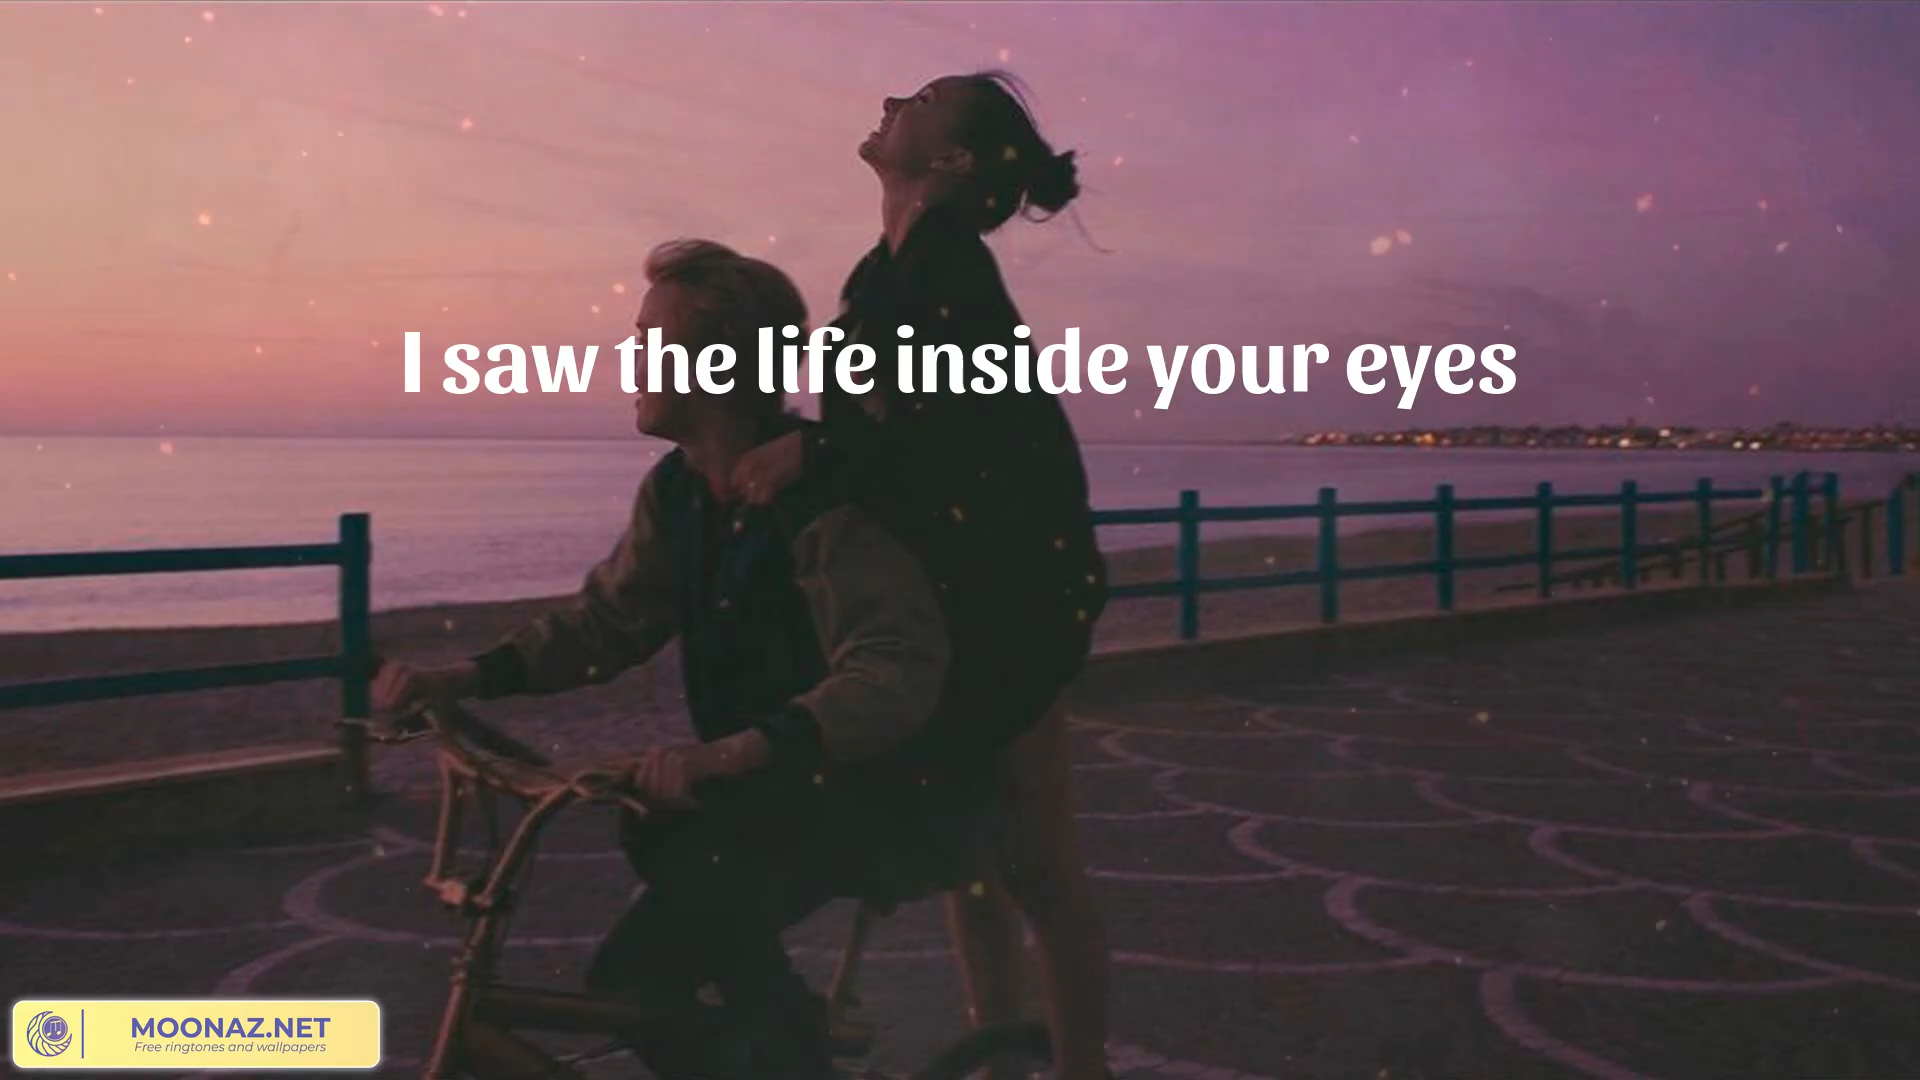 I saw the life inside your eyes
MOONAZ.NET
Free ringtones and wallpapers